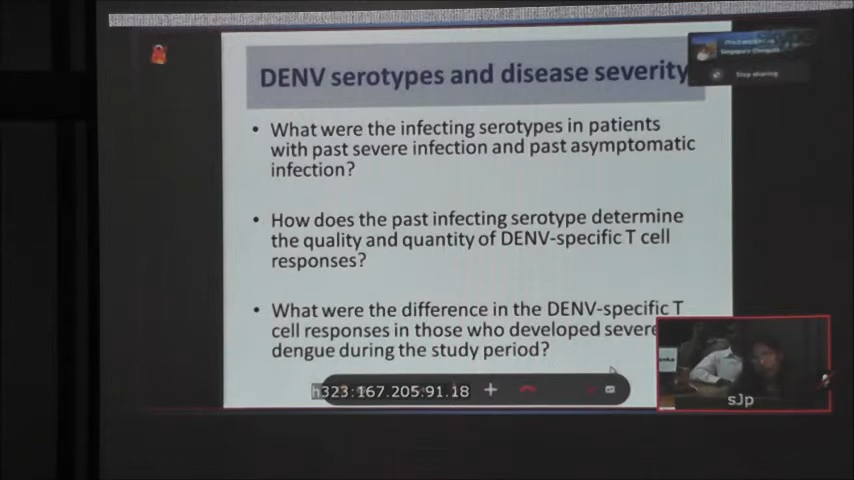 DENV serotypes and disease severity
• What were the infecting serotypes in patients
with past severe infection and past asymptomatic
infection?
• How does the past infecting serotype determine
the quality and quantity of DENV-specific T cell
responses?
• What were the difference in the DENV-specific T
cell responses in those who developed severe
dengue during the study period?
Stop sharing
h323:167.205.91.18
sJp